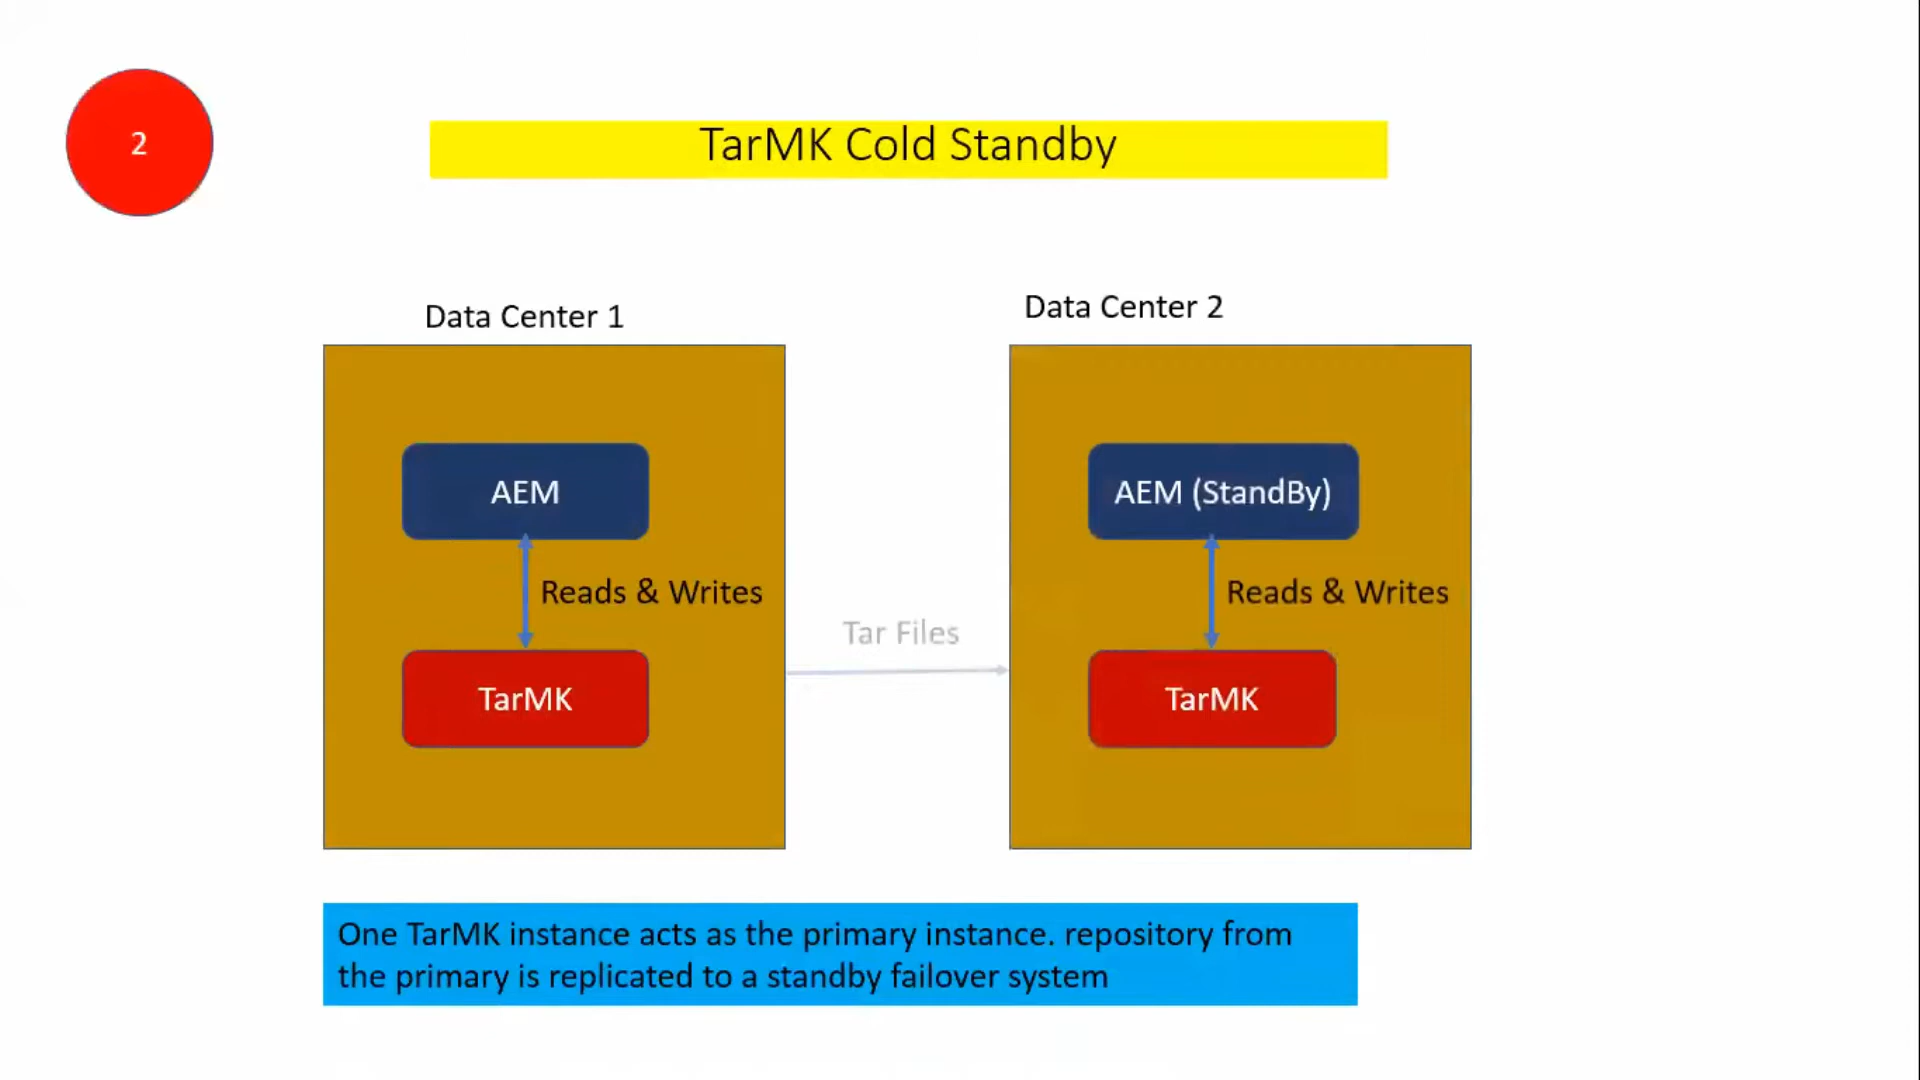 2
TarMK Cold Standby
Data Center 1
Data Center 2
AEM
AEM (StandBy)
Reads & Writes
Reads & Writes
Tar Files
TarMK
TarMK
One TarMK instance acts as the primary instance. repository from
the primary is replicated to a standby failover system